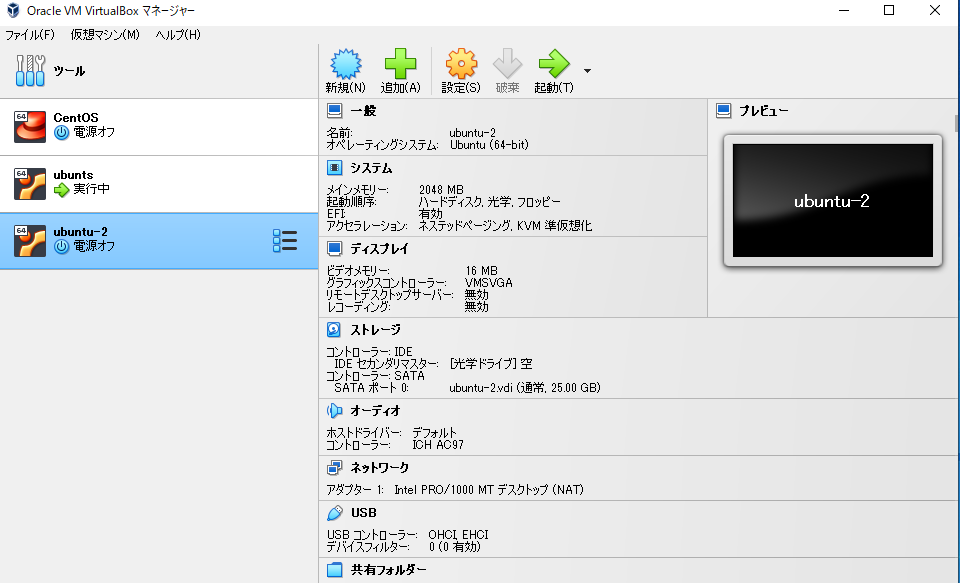 Oracle VM VirtualBox マネージャー
ファイル(F) 仮想マシン(M) ヘルプ(H)
ツール
新規(N) 追加(A) 設定(S) 破棄 起動(T)
64
CentOS
電源オフ
64
ubunts
実行中
64
ubuntu-2
電源オフ
一般
名前: ubuntu-2
オペレーティングシステム: Ubuntu (64-bit)
システム
メインメモリー: 2048 MB
起動順序: ハードディスク, 光学, フロッピー
EFI: 有効
アクセラレーション: ネステッドページング, KVM 準仮想化
ディスプレイ
ビデオメモリー: 16 MB
グラフィックスコントローラー: VMSVGA
リモートデスクトップサーバー: 無効
レコーディング: 無効
プレビュー
ubuntu-2
ストレージ
コントローラー: IDE
IDE セカンダリマスター: [光学ドライブ] 空
コントローラー: SATA
SATA ポート 0: ubuntu-2.vdi (通常, 25.00 GB)
オーディオ
ホストドライバー: デフォルト
コントローラー: ICH AC97
ネットワーク
アダプター 1: Intel PRO/1000 MT デスクトップ (NAT)
USB
USB コントローラー: OHCI, EHCI
デバイスフィルター: 0 (0 有効)
共有フォルダー